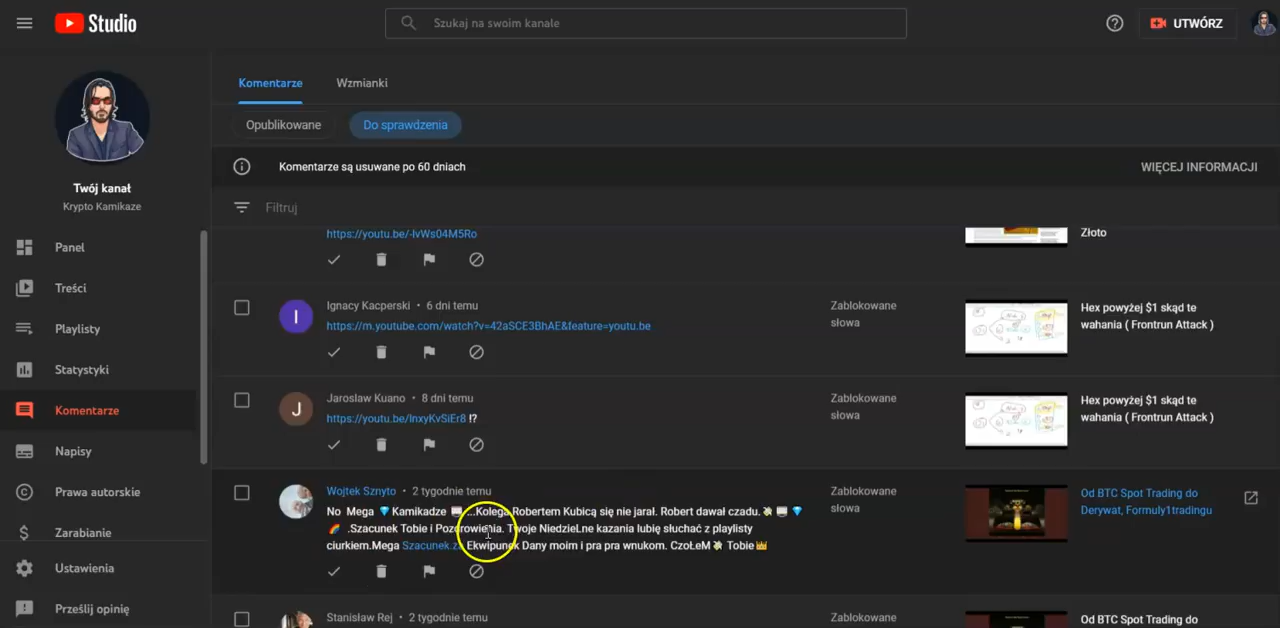 Studio
Szukaj na swoim kanale
UTWÓRZ
Twój kanał
Krypto Kamikaze
Panel
Treści
Playlisty
Statystyki
Komentarze
Napisy
Prawa autorskie
Zarabianie
Ustawienia
Prześlij opinię
Komentarze
Wzmianki
Opublikowane
Do sprawdzenia
Komentarze są usuwane po 60 dniach
WIĘCEJ INFORMACJI
Filtruj
https://youtu.be/-IvWs04M5Ro
Złoto
I
Ignacy Kacperski • 6 dni temu
https://m.youtube.com/watch?v=42aSCE3BhAE&feature=youtu.be
Zablokowane
słowa
Hex powyżej $1 skąd te
wahania ( Frontrun Attack )
J
Jaroslaw Kuano • 8 dni temu
https://youtu.be/InxyKvSiEr8 !?
Zablokowane
słowa
Hex powyżej $1 skąd te
wahania ( Frontrun Attack )
Wojtek Sznyto • 2 tygodnie temu
No Mega 💎 Kamikadze ...Kolega Robertem Kubicą się nie jarał. Robert dawał czadu. 💸 💎
🌈 .Szacunek Tobie i Pozdrowienia. Twoje NiedzieLne kazania lubię słuchać z playlisty
ciurkiem.Mega Szacunek.za Ekwipunek Dany moim i pra pra wnukom. CzoŁeM 💸 Tobie 👑
Zablokowane
słowa
Od BTC Spot Trading do
Derywat, Formuly1tradingu
Stanisław Rej • 2 tygodnie temu
Zablokowane
Od BTC Spot Trading do